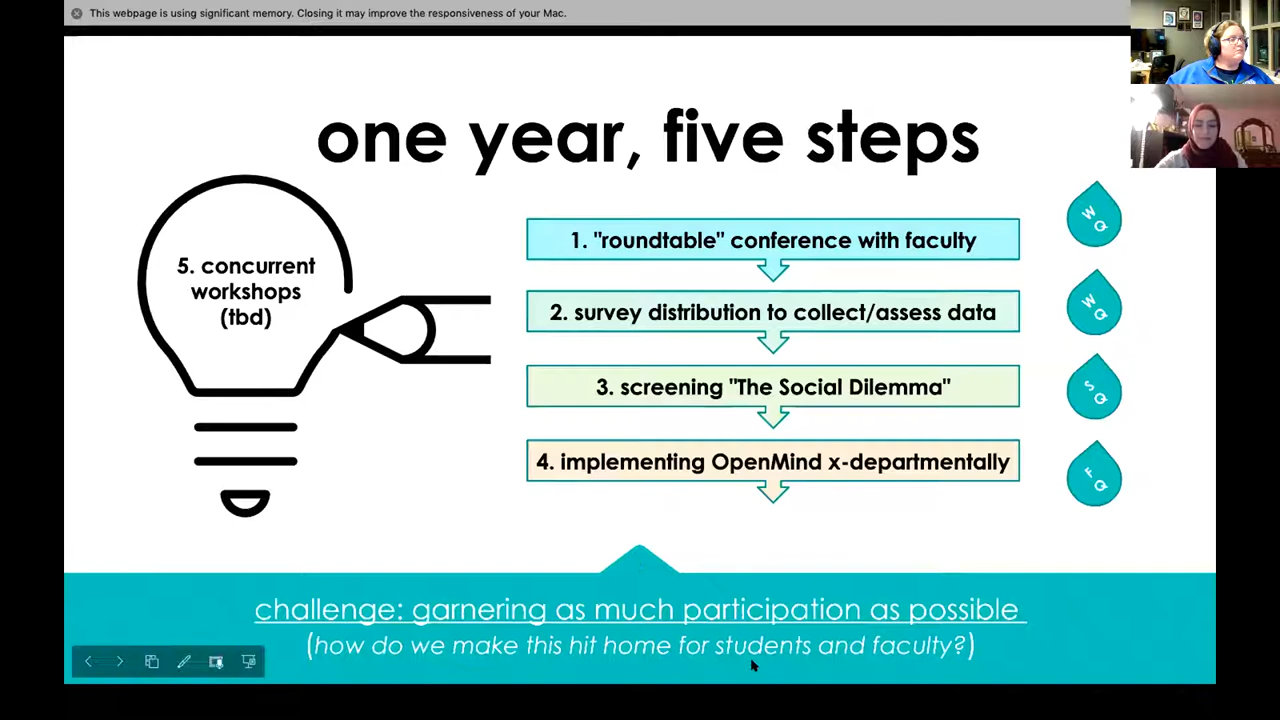 This webpage is using significant memory. Closing it may improve the responsiveness of your Mac.
one year, five steps
5. concurrent
workshops
(tbd)
1. "roundtable" conference with faculty
2. survey distribution to collect/assess data
3. screening "The Social Dilemma"
4. implementing OpenMind x-departmentally
W
Q
W
Q
S
Q
F
Q
challenge: garnering as much participation as possible
(how do we make this hit home for students and faculty?)